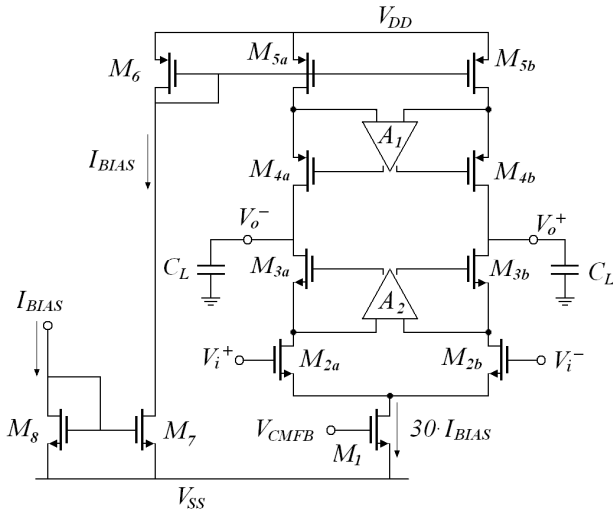 V_DD
M_6 M_5a M_5b
A_1
I_BIAS M_4a M_4b
V_o^− V_o^+
C_L M_3a M_3b C_L
I_BIAS A_2
V_i^+ M_2a M_2b V_i^−
M_8 M_7 V_CMFB M_1 30·I_BIAS
V_SS